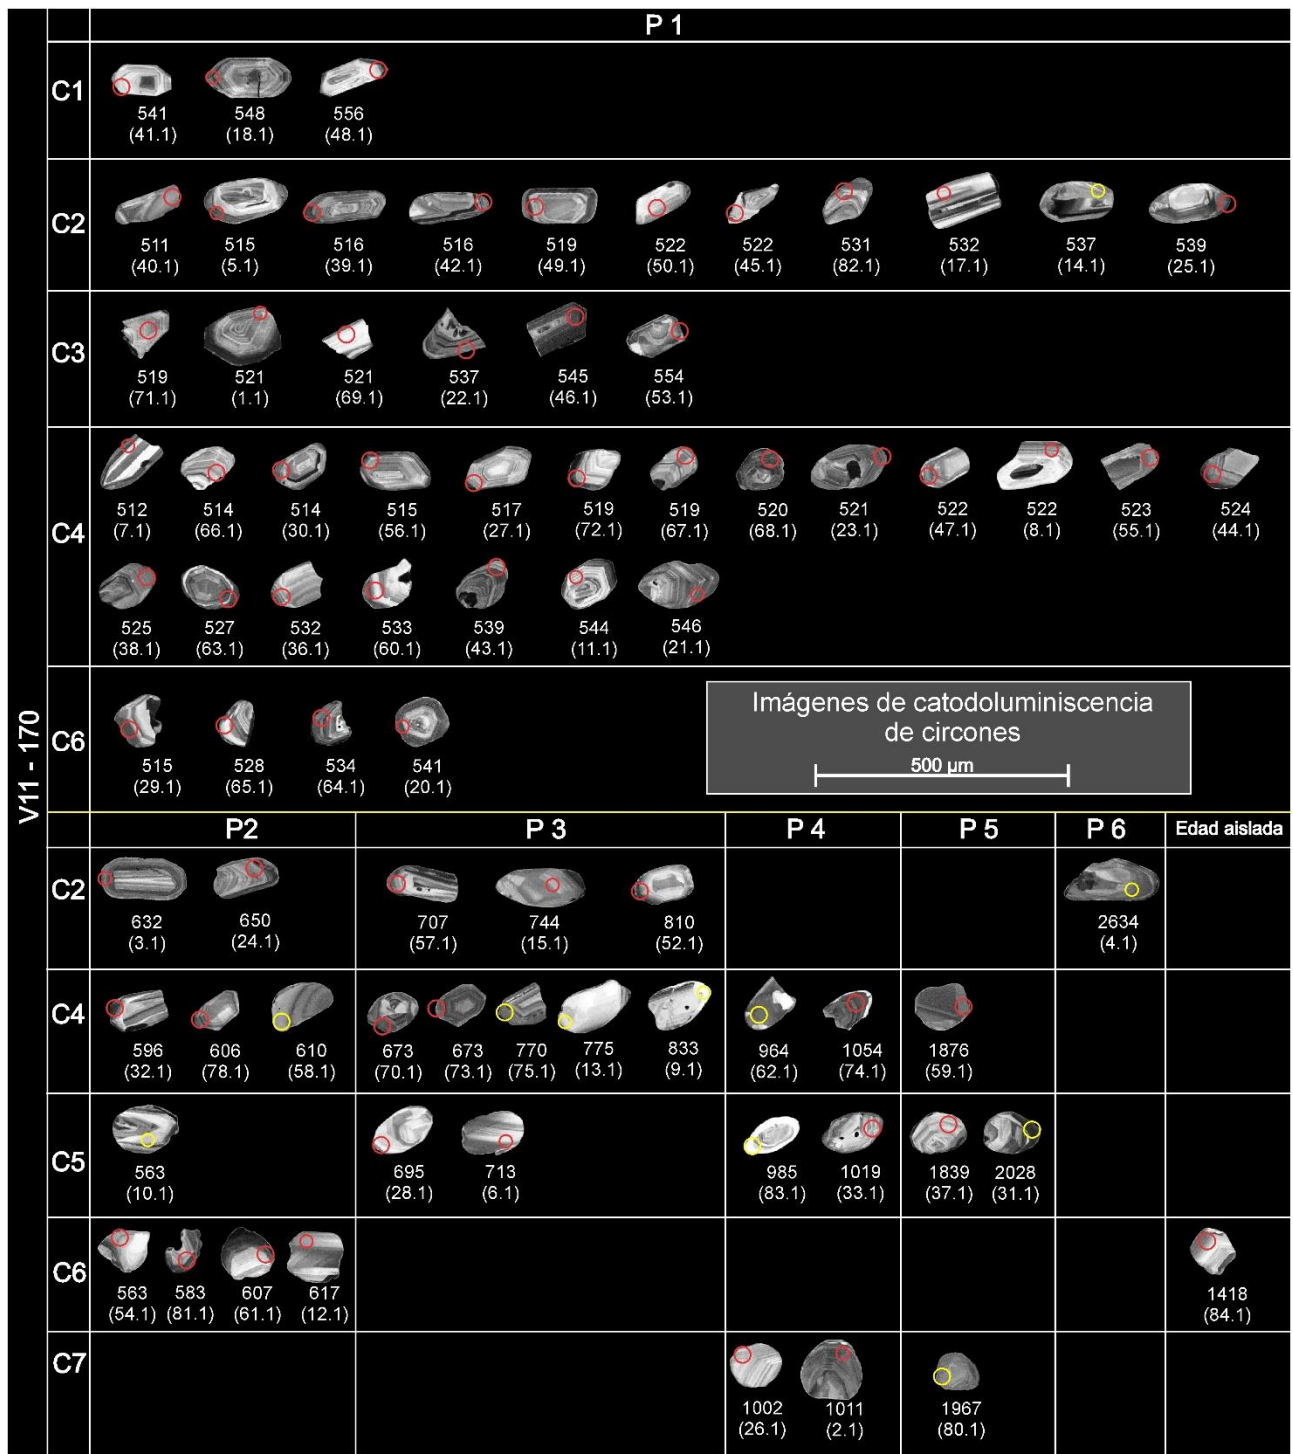 V11 - 170
P 1
C1
541 548 556
(41.1) (18.1) (48.1)
C2
511 515 516 516 519 522 522 531 532 537 539
(40.1) (5.1) (39.1) (42.1) (49.1) (50.1) (45.1) (82.1) (17.1) (14.1) (25.1)
C3
519 521 521 537 545 554
(71.1) (1.1) (69.1) (22.1) (46.1) (53.1)
C4
512 514 514 515 517 519 519 520 521 522 522 523 524
(7.1) (66.1) (30.1) (56.1) (27.1) (72.1) (67.1) (68.1) (23.1) (47.1) (8.1) (55.1) (44.1)
525 527 532 533 539 544 546
(38.1) (63.1) (36.1) (60.1) (43.1) (11.1) (21.1)
C6
515 528 534 541
(29.1) (65.1) (64.1) (20.1)
Imágenes de catodoluminiscencia
de circones
500 µm
P2 P 3 P 4 P 5 P 6 Edad aislada
C2
632 650 707 744 810 2634
(3.1) (24.1) (57.1) (15.1) (52.1) (4.1)
C4
596 606 610 673 673 770 775 833 964 1054 1876
(32.1) (78.1) (58.1) (70.1) (73.1) (75.1) (13.1) (9.1) (62.1) (74.1) (59.1)
C5
563 695 713 985 1019 1839 2028
(10.1) (28.1) (6.1) (83.1) (33.1) (37.1) (31.1)
C6
563 583 607 617 1418
(54.1) (81.1) (61.1) (12.1) (84.1)
C7
1002 1011 1967
(26.1) (2.1) (80.1)